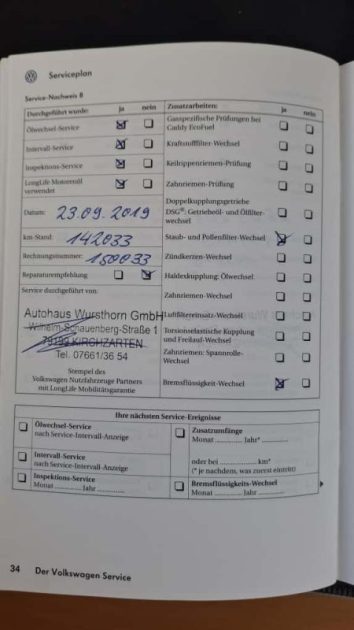 Serviceplan
Service-Nachweis 8
Durchgeführt wurde: ja nein
Ölwechsel-Service
Intervall-Service
Inspektions-Service
LongLife Motorenöl
verwendet
Datum: 23.09.2019
km-Stand: 142033
Rechnungsnummer: 150033
Reparaturempfehlung
Service durchgeführt von:
Autohaus Wursthorn GmbH
Wilhelm-Schauenberg-Straße 1
79199 KIRCHZARTEN
Tel. 07661/36 54
Stempel des
Volkswagen Nutzfahrzeuge Partners
mit LongLife Mobilitätsgarantie
Zusatzarbeiten: ja nein
Gasspezifische Prüfungen bei
Caddy EcoFuel
Kraftstofffilter-Wechsel
Keilrippenriemen-Prüfung
Zahnriemen-Prüfung
Doppelkupplungsgetriebe
DSG®: Getriebeöl- und Ölfilter-
wechsel
Staub- und Pollenfilter-Wechsel
Zündkerzen-Wechsel
Haldexkupplung: Ölwechsel
Zahnriemen-Wechsel
Luftfiltereinsatz-Wechsel
Torsionselastische Kupplung
und Freilauf-Wechsel
Zahnriemen: Spannrolle-
Wechsel
Bremsflüssigkeit-Wechsel
Ihre nächsten Service-Ereignisse
Ölwechsel-Service
nach Service-Intervall-Anzeige
Intervall-Service
nach Service-Intervall-Anzeige
Inspektions-Service
Monat ............. Jahr .............
Zusatzumfänge
Monat ............. Jahr*
oder bei ............. km*
(* je nachdem, was zuerst eintritt)
Bremsflüssigkeits-Wechsel
Monat ............. Jahr .............
34 Der Volkswagen Service